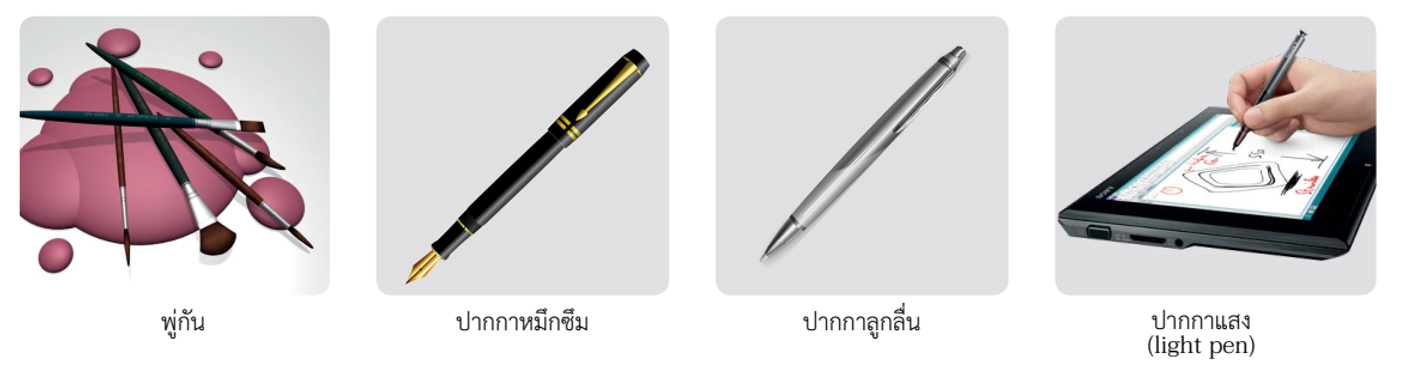 พู่กัน
ปากกาหมึกซึม
ปากกาลูกลื่น
ปากกาแสง
(light pen)
SONY